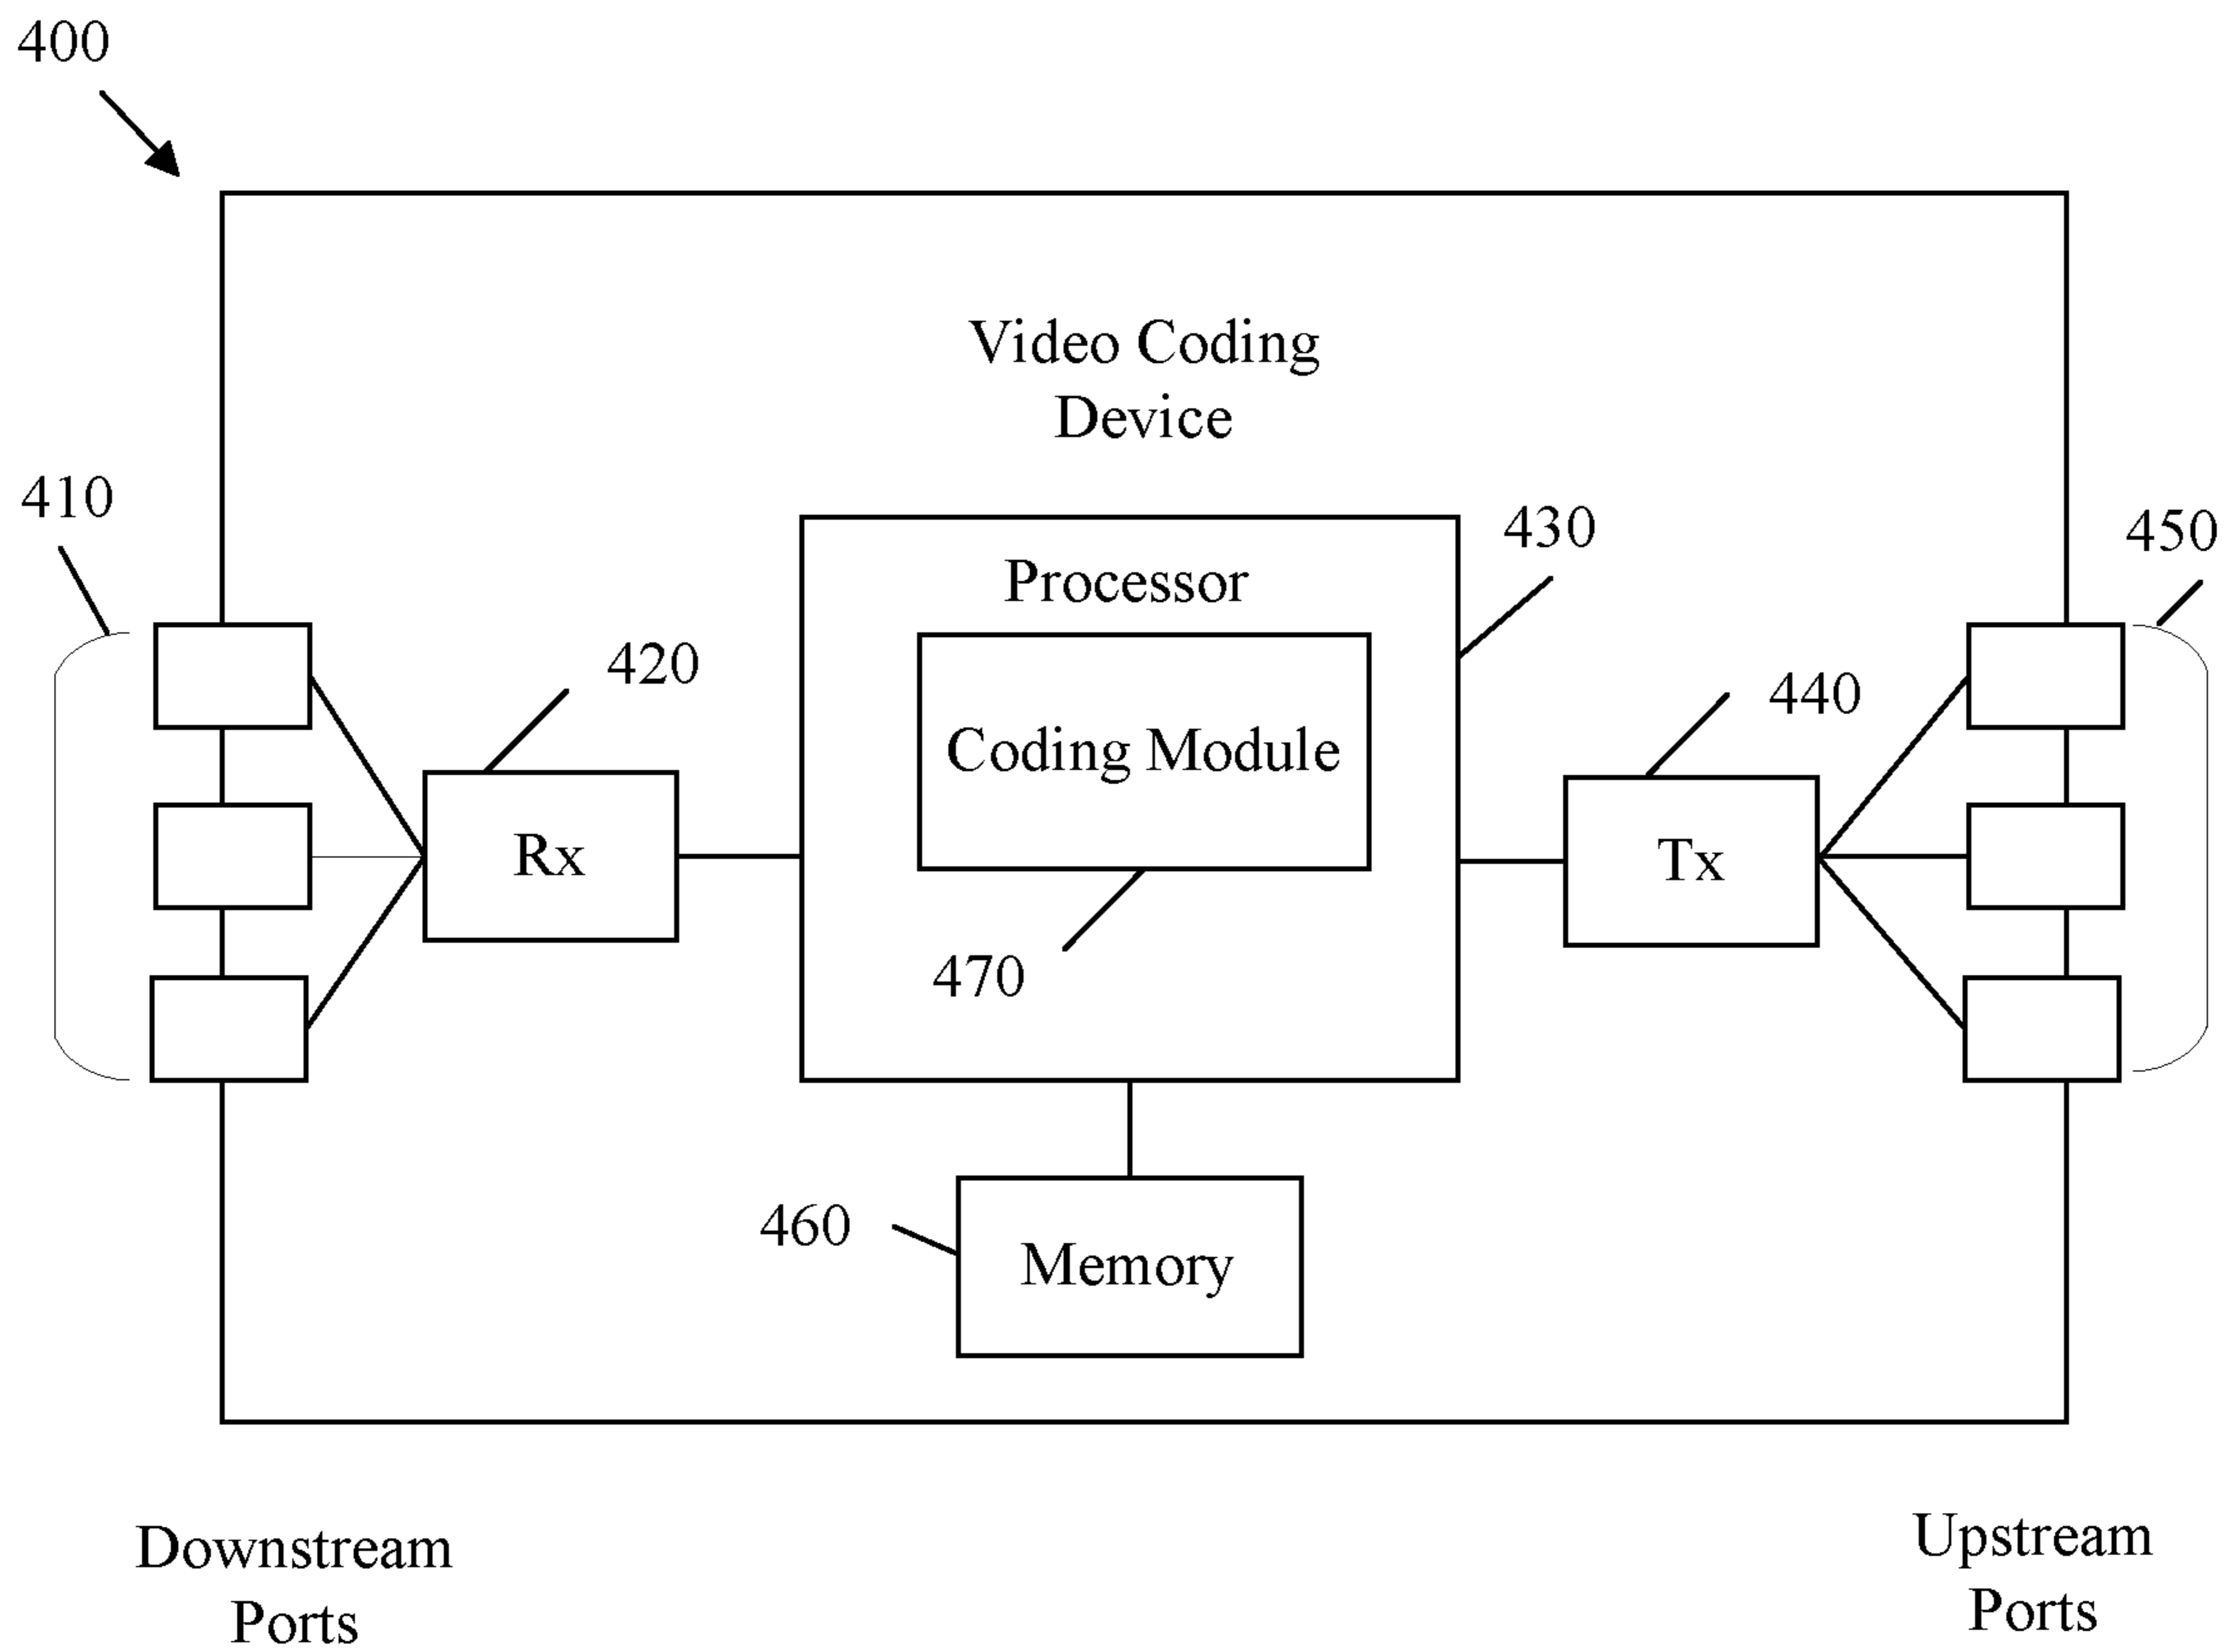 400
Video Coding
Device
410
430
450
Processor
420
440
Coding Module
Rx
Tx
470
460
Memory
Downstream
Ports
Upstream
Ports